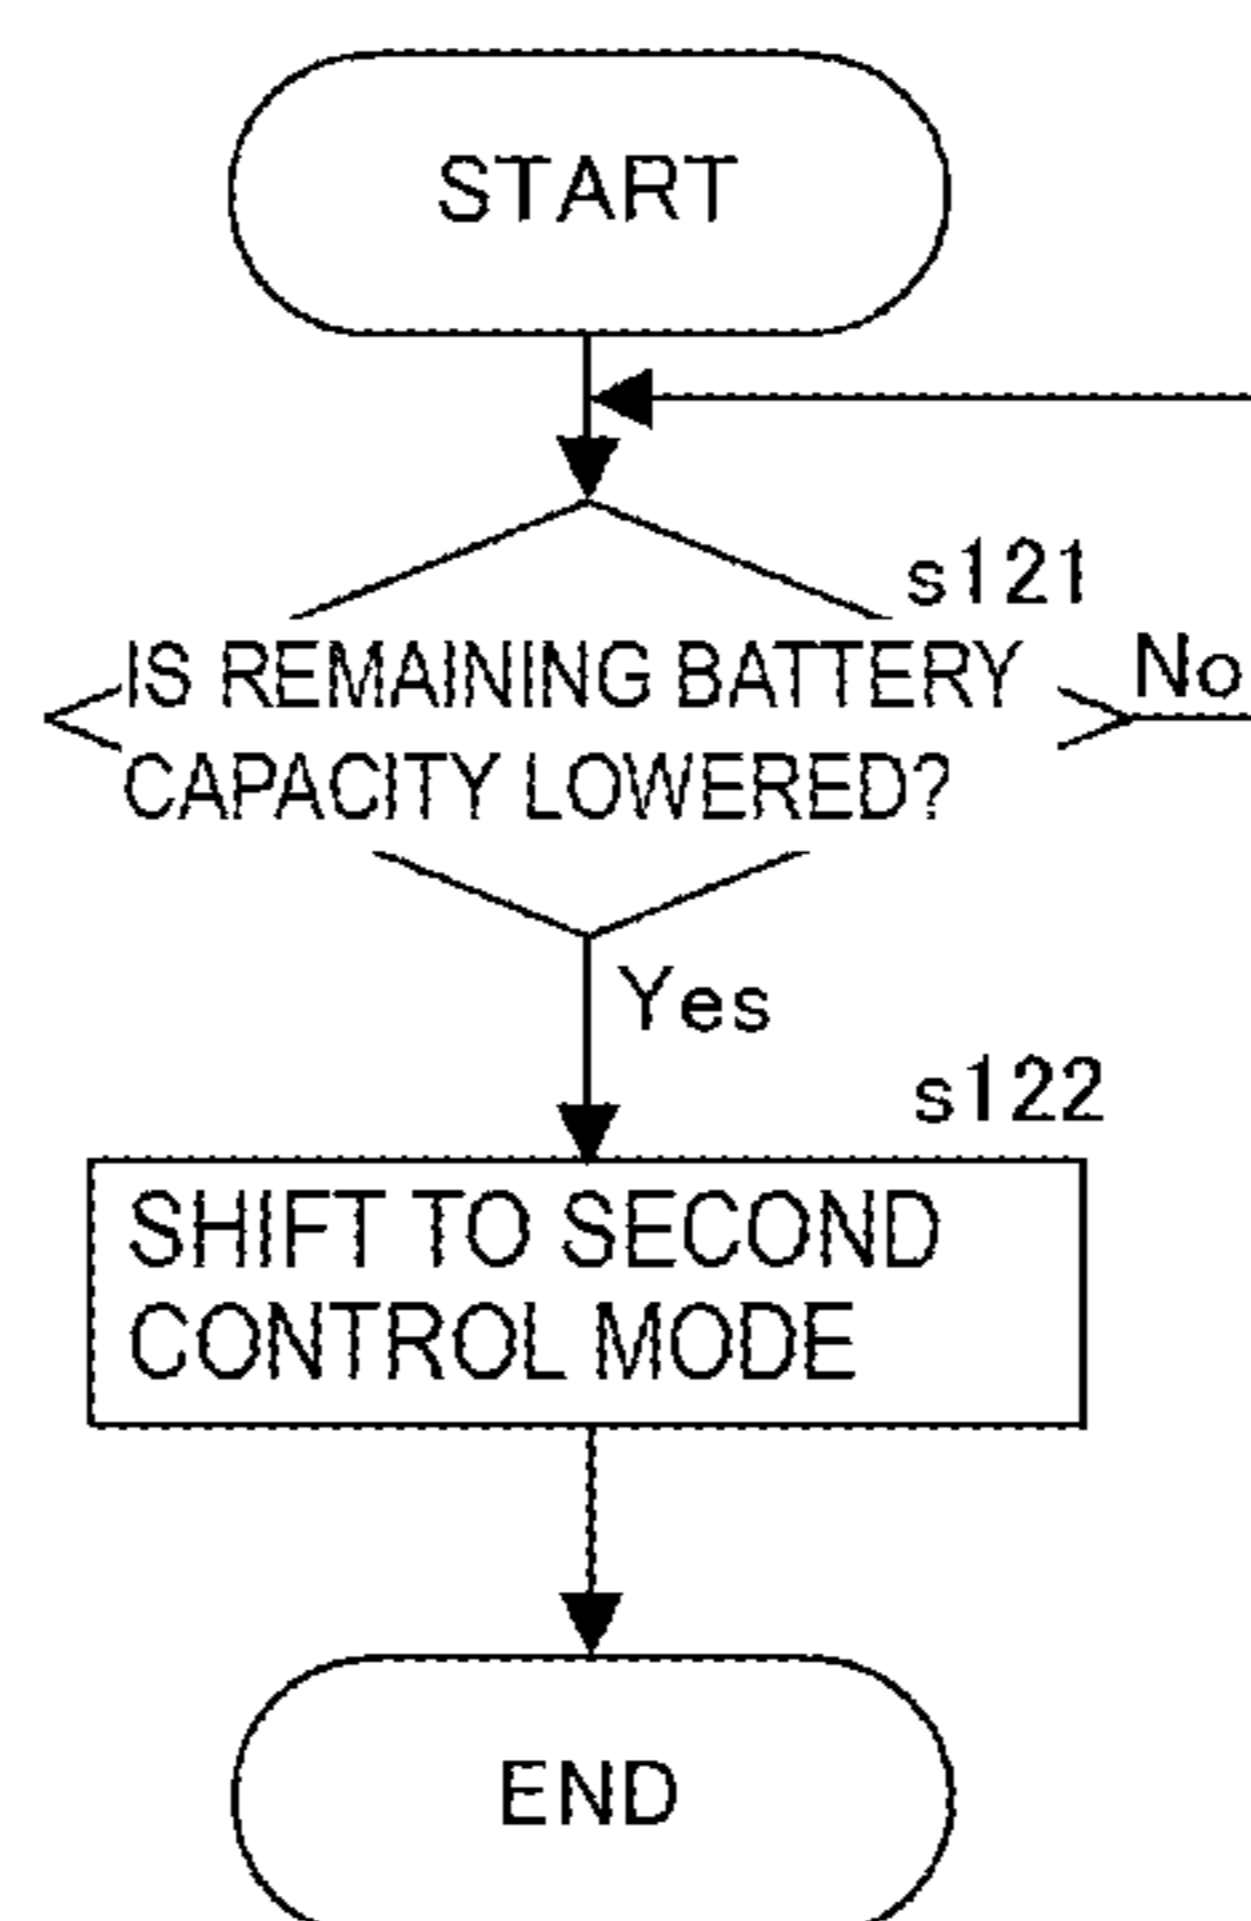 START
s121
IS REMAINING BATTERY
No
CAPACITY LOWERED?
Yes
s122
SHIFT TO SECOND
CONTROL MODE
END